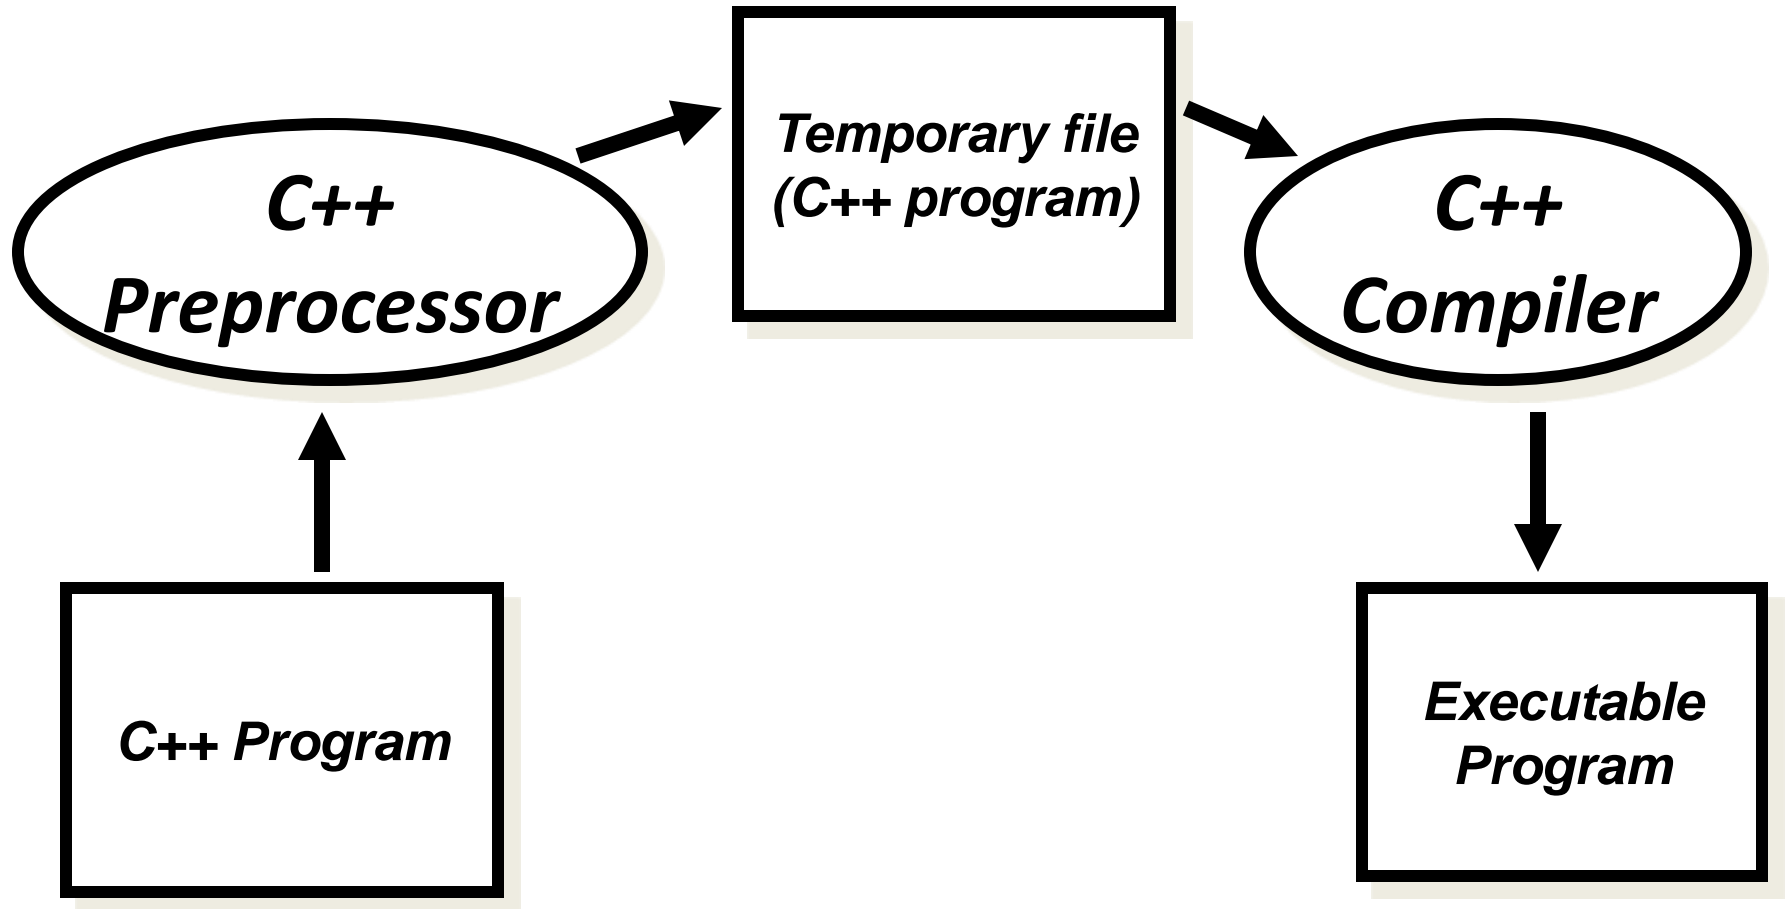 C++
Preprocessor
Temporary file
(C++ program)
C++
Compiler
C++ Program
Executable
Program